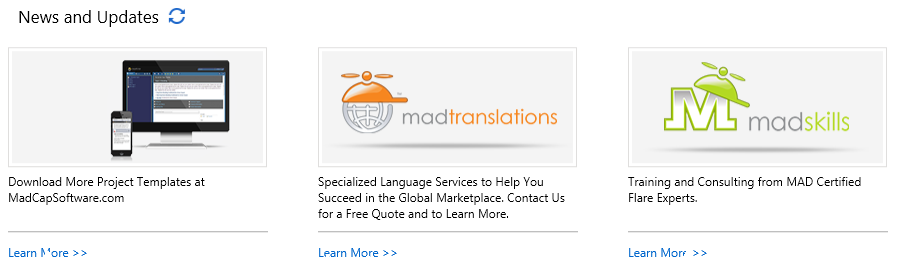 News and Updates
madtranslations
madskills
Download More Project Templates at
MadCapSoftware.com
Specialized Language Services to Help You
Succeed in the Global Marketplace. Contact Us
for a Free Quote and to Learn More.
Training and Consulting from MAD Certified
Flare Experts.
Learn More >>
Learn More >>
Learn More >>